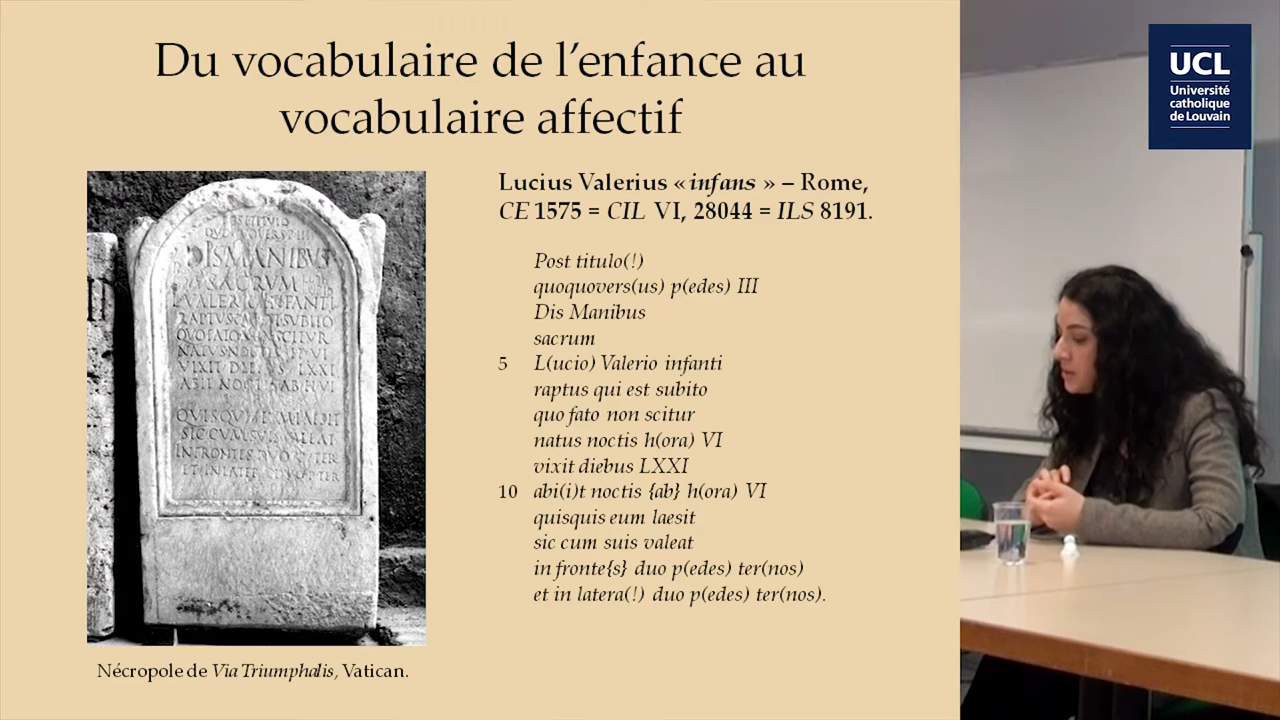 Du vocabulaire de l’enfance au
vocabulaire affectif
Lucius Valerius « infans » – Rome,
CE 1575 = CIL VI, 28044 = ILS 8191.
Post titulo(!)
quoquovers(us) p(edes) III
Dis Manibus
sacrum
5 L(ucio) Valerio infanti
raptus qui est subito
quo fato non scitur
natus noctis h(ora) VI
vixit diebus LXXI
10 abi(i)t noctis {ab} h(ora) VI
quisquis eum laesit
sic cum suis valeat
in fronte{s} duo p(edes) ter(nos)
et in latera(!) duo p(edes) ter(nos).
DISMANIBUS
SACRVM
Nécropole de Via Triumphalis, Vatican.
UCL
Université
catholique
de Louvain